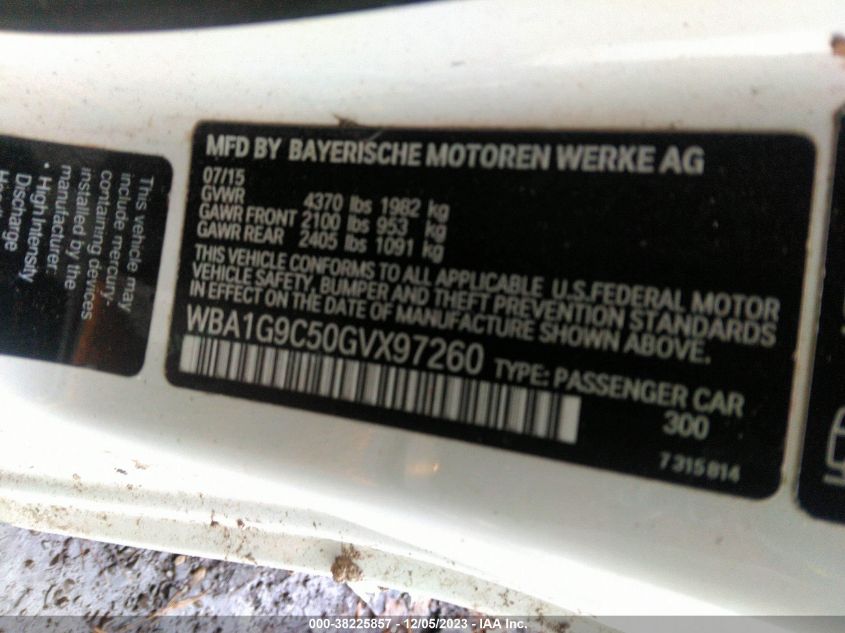 MFD BY BAYERISCHE MOTOREN WERKE AG
07/15
GVWR 4370 lbs 1982 kg
GAWR FRONT 2100 lbs 953 kg
GAWR REAR 2405 lbs 1091 kg
THIS VEHICLE CONFORMS TO ALL APPLICABLE U.S.FEDERAL MOTOR
VEHICLE SAFETY, BUMPER AND THEFT PREVENTION STANDARDS
IN EFFECT ON THE DATE OF MANUFACTURE SHOWN ABOVE.
WBA1G9C50GVX97260 TYPE: PASSENGER CAR
300
7 315 814
This vehicle may
include mercury-
containing devices
installed by the
manufacturer:
• High Intensity
Discharge
000-38225857 - 12/05/2023 - IAA Inc.